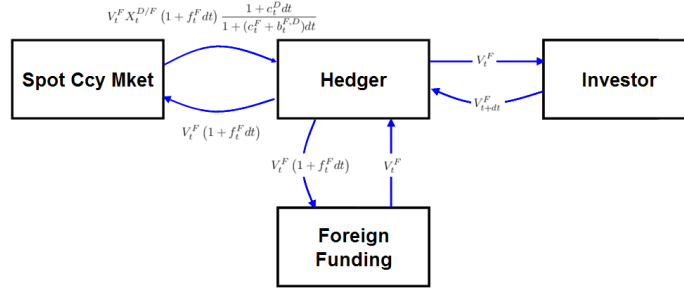 V_t^F X_t^{D/F} (1 + f_t^F dt) \frac{1 + c_t^D dt}{1 + (c_t^F + b_t^{F,D})dt}
Spot Ccy Mket
Hedger
Investor
V_t^F
V_{t+dt}^F
V_t^F (1 + f_t^F dt)
V_t^F (1 + f_t^F dt)
V_t^F
Foreign
Funding